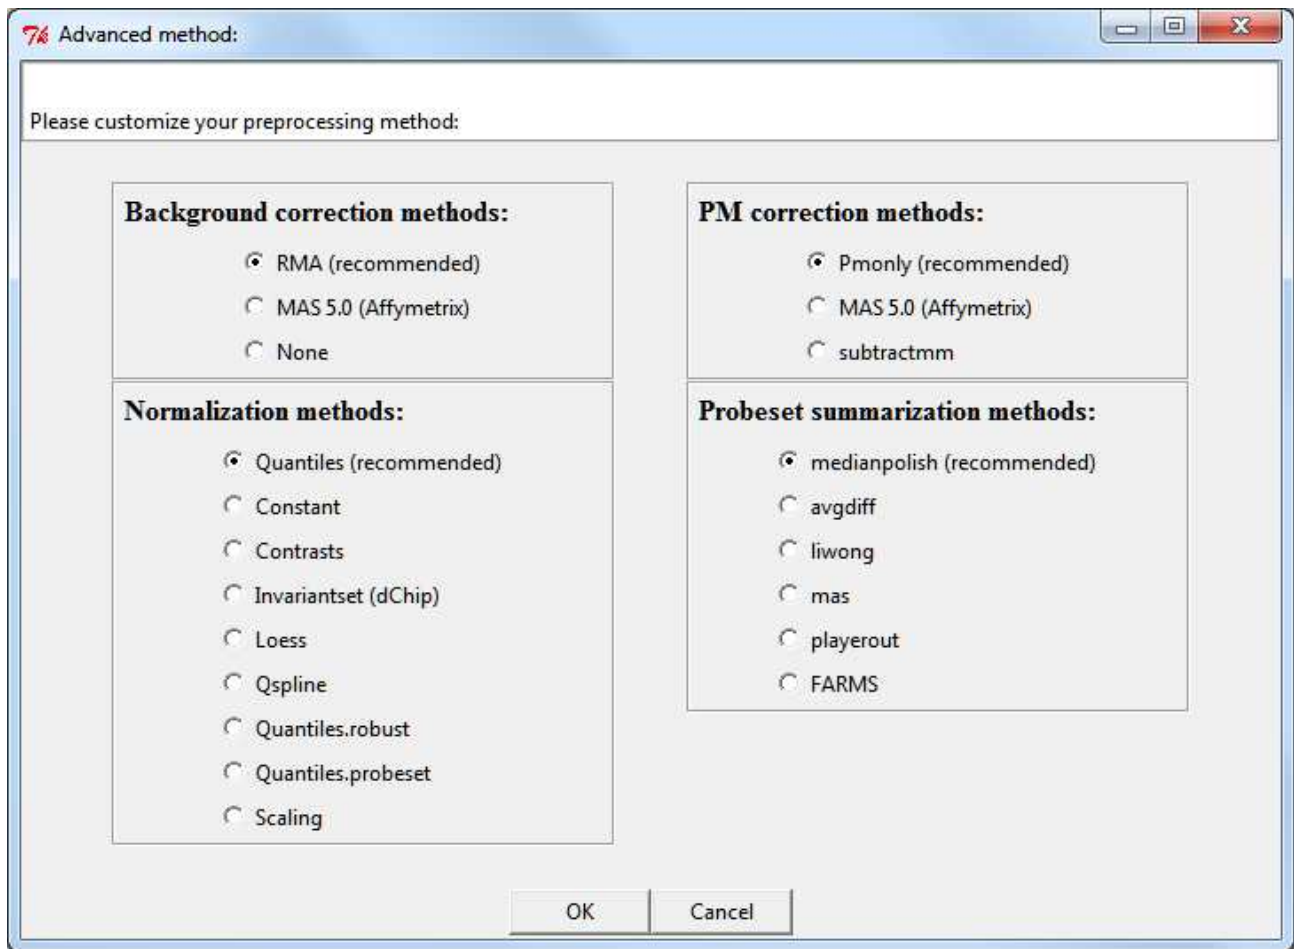 Advanced method:
Please customize your preprocessing method:
Background correction methods:
RMA (recommended)
MAS 5.0 (Affymetrix)
None
PM correction methods:
Pmonly (recommended)
MAS 5.0 (Affymetrix)
subtractmm
Normalization methods:
Quantiles (recommended)
Constant
Contrasts
Invariantset (dChip)
Loess
Qspline
Quantiles.robust
Quantiles.probeset
Scaling
Probeset summarization methods:
medianpolish (recommended)
avgdiff
liwong
mas
playerout
FARMS
OK
Cancel